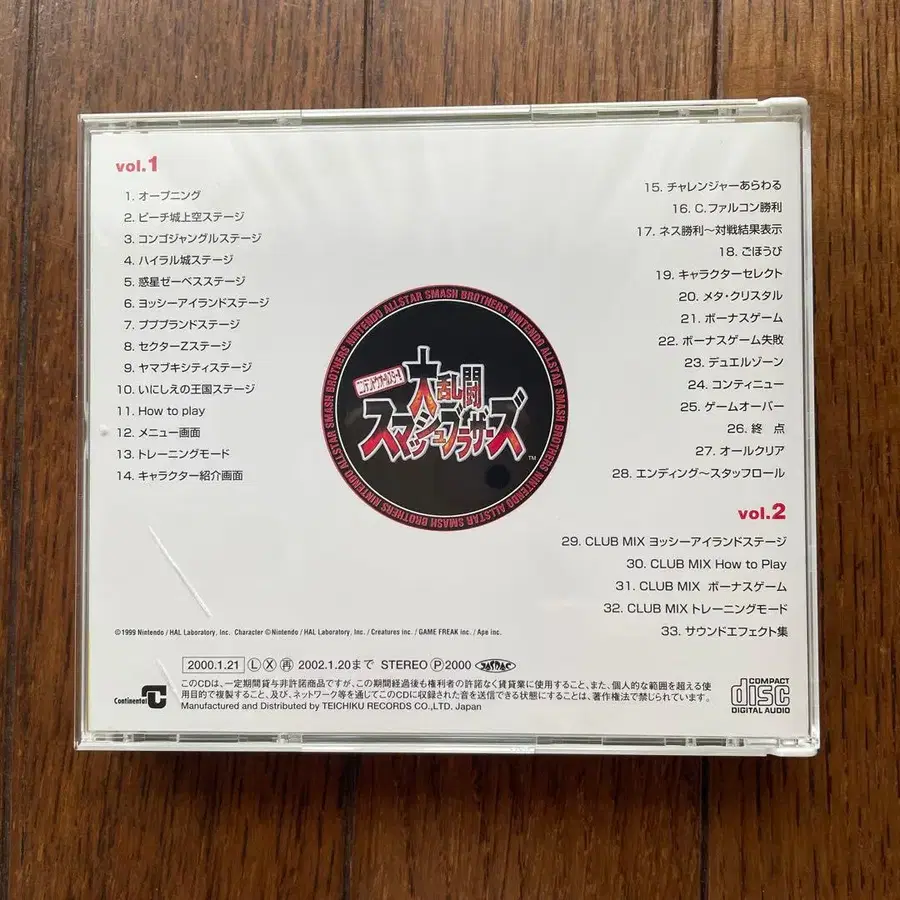 vol.1
1. オープニング
2. ピーチ城上空ステージ
3. コンゴジャングルステージ
4. ハイラル城ステージ
5. 惑星ゼーベスステージ
6. ヨッシーアイランドステージ
7. プププランドステージ
8. セクターZステージ
9. ヤマブキシティステージ
10. いにしえの王国ステージ
11. How to play
12. メニュー画面
13. トレーニングモード
14. キャラクター紹介画面
15. チャレンジャーあらわる
16. C.ファルコン勝利
17. ネス勝利〜対戦結果表示
18. ごほうび
19. キャラクターセレクト
20. メタ・クリスタル
21. ボーナスゲーム
22. ボーナスゲーム失敗
23. デュエルゾーン
24. コンティニュー
25. ゲームオーバー
26. 終 点
27. オールクリア
28. エンディング〜スタッフロール
vol.2
29. CLUB MIX ヨッシーアイランドステージ
30. CLUB MIX How to Play
31. CLUB MIX ボーナスゲーム
32. CLUB MIX トレーニングモード
33. サウンドエフェクト集
NINTENDO ALLSTAR SMASH BROTHERS NINTENDO ALLSTAR SMASH BROTHERS NINTENDO ALLSTAR SMASH BROTHERS
ニンテンドウオールスター!
大乱闘
スマッシュブラザーズ
TM
©1999 Nintendo / HAL Laboratory, Inc. Character ©Nintendo / HAL Laboratory, Inc. / Creatures inc. / GAME FREAK inc. / Ape inc.
2000.1.21 Ⓛ Ⓧ 再 2002.1.20まで STEREO Ⓟ2000 JASRAC
このCDは、一定期間貸与非許諾商品ですが、この期間経過後も権利者の許諾なく賃貸業に使用すること、また、個人的な範囲を超える使
用目的で複製すること、及び、ネットワーク等を通じてこのCDに収録された音を送信できる状態にすることは、著作権法で禁じられています。
Manufactured and Distributed by TEICHIKU RECORDS CO.,LTD. Japan
Continental
COMPACT
disc
DIGITAL AUDIO